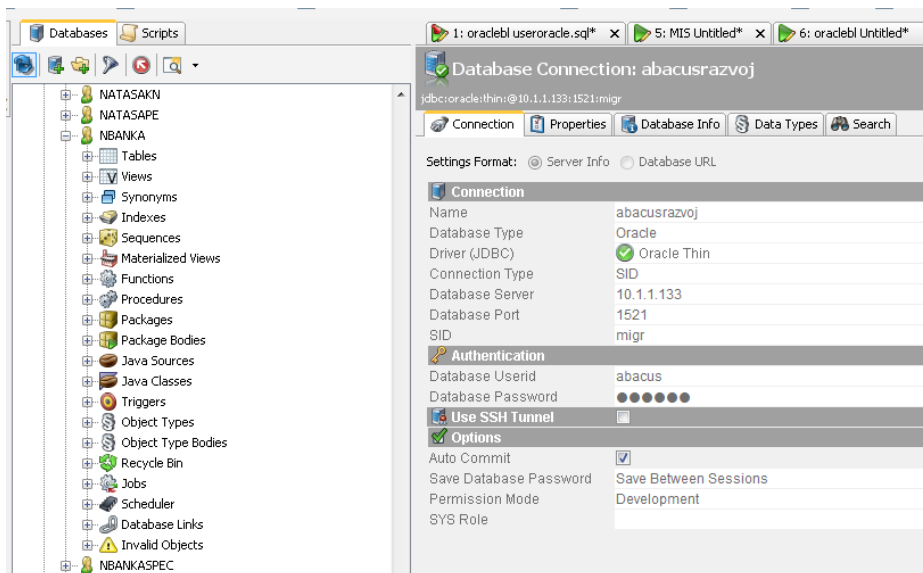 Databases
Scripts
NATASAKN
NATASAPE
NBANKA
Tables
Views
Synonyms
Indexes
Sequences
Materialized Views
Functions
Procedures
Packages
Package Bodies
Java Sources
Java Classes
Triggers
Object Types
Object Type Bodies
Recycle Bin
Jobs
Scheduler
Database Links
Invalid Objects
NBANKASPEC
1: oraclebl useroracle.sql*
5: MIS Untitled*
6: oraclebl Untitled*
Database Connection: abacusrazvoj
jdbc:oracle:thin:@10.1.1.133:1521:migr
Connection
Properties
Database Info
Data Types
Search
Settings Format: Server Info Database URL
Connection
Name abacusrazvoj
Database Type Oracle
Driver (JDBC) Oracle Thin
Connection Type SID
Database Server 10.1.1.133
Database Port 1521
SID migr
Authentication
Database Userid abacus
Database Password ●●●●●●
Use SSH Tunnel
Options
Auto Commit
Save Database Password Save Between Sessions
Permission Mode Development
SYS Role